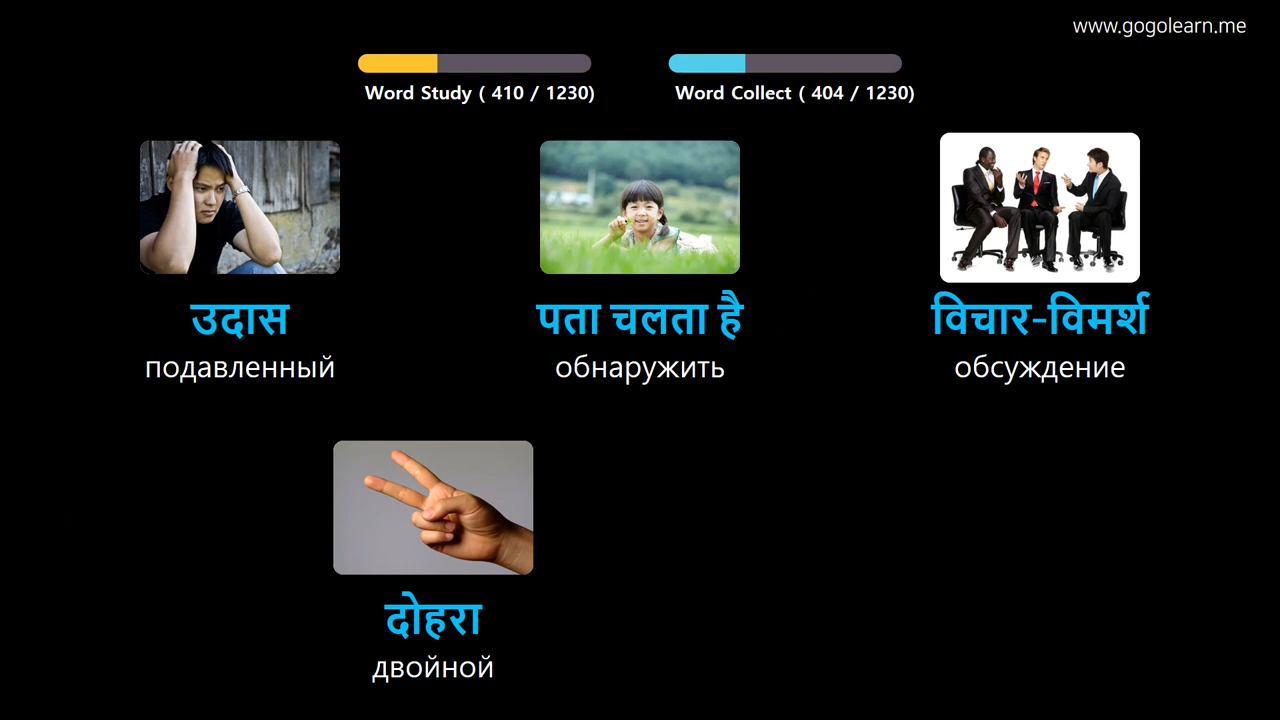 www.gogolearn.me
Word Study ( 410 / 1230)
Word Collect ( 404 / 1230)
उदास
подавленный
पता चलता है
обнаружить
विचार-विमर्श
обсуждение
दोहरा
двойной